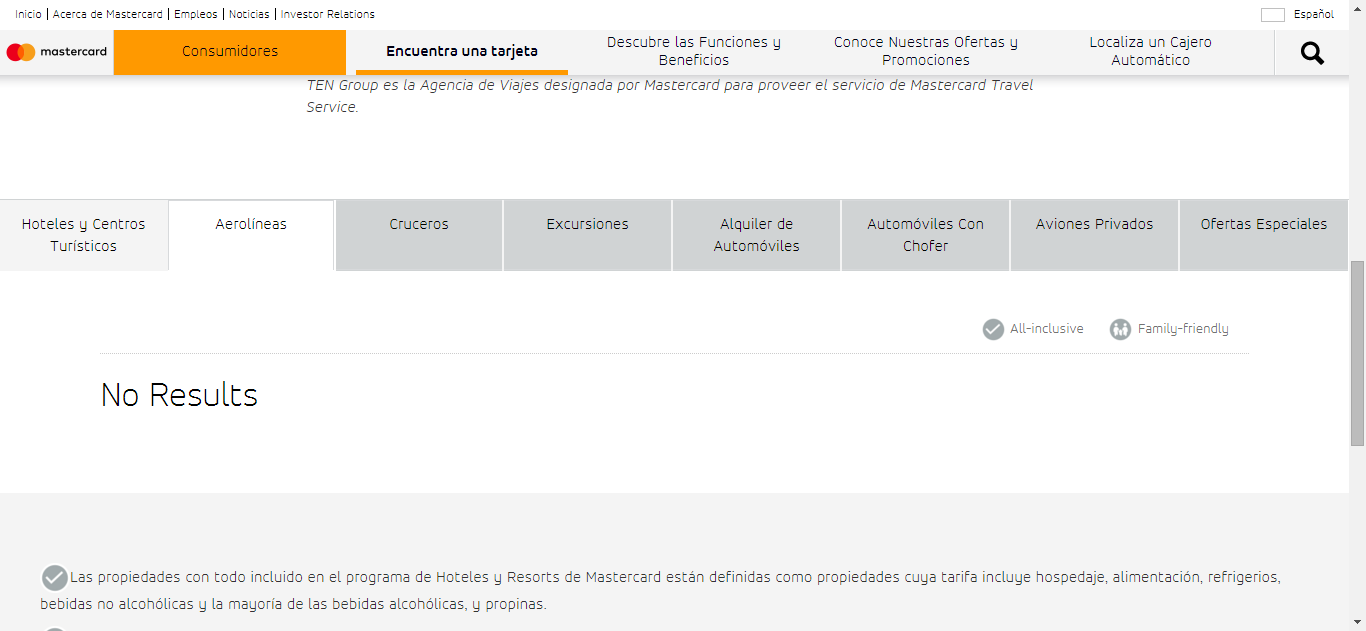 Inicio | Acerca de Mastercard | Empleos | Noticias | Investor Relations
Español
mastercard
Consumidores
Encuentra una tarjeta
Descubre las Funciones y
Beneficios
Conoce Nuestras Ofertas y
Promociones
Localiza un Cajero
Automático
TEN Group es la Agencia de Viajes designada por Mastercard para proveer el servicio de Mastercard Travel
Service.
Hoteles y Centros
Turísticos
Aerolíneas
Cruceros
Excursiones
Alquiler de
Automóviles
Automóviles Con
Chofer
Aviones Privados
Ofertas Especiales
All-inclusive
Family-friendly
No Results
Las propiedades con todo incluido en el programa de Hoteles y Resorts de Mastercard están definidas como propiedades cuya tarifa incluye hospedaje, alimentación, refrigerios,
bebidas no alcohólicas y la mayoría de las bebidas alcohólicas, y propinas.